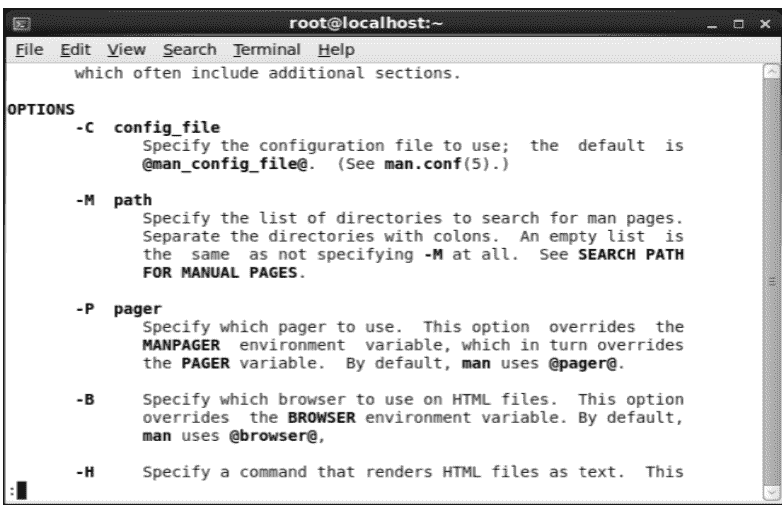 root@localhost:~
File Edit View Search Terminal Help
which often include additional sections.
OPTIONS
-C config_file
Specify the configuration file to use; the default is
@man_config_file@. (See man.conf(5).)
-M path
Specify the list of directories to search for man pages.
Separate the directories with colons. An empty list is
the same as not specifying -M at all. See SEARCH PATH
FOR MANUAL PAGES.
-P pager
Specify which pager to use. This option overrides the
MANPAGER environment variable, which in turn overrides
the PAGER variable. By default, man uses @pager@.
-B Specify which browser to use on HTML files. This option
overrides the BROWSER environment variable. By default,
man uses @browser@,
-H Specify a command that renders HTML files as text. This
: